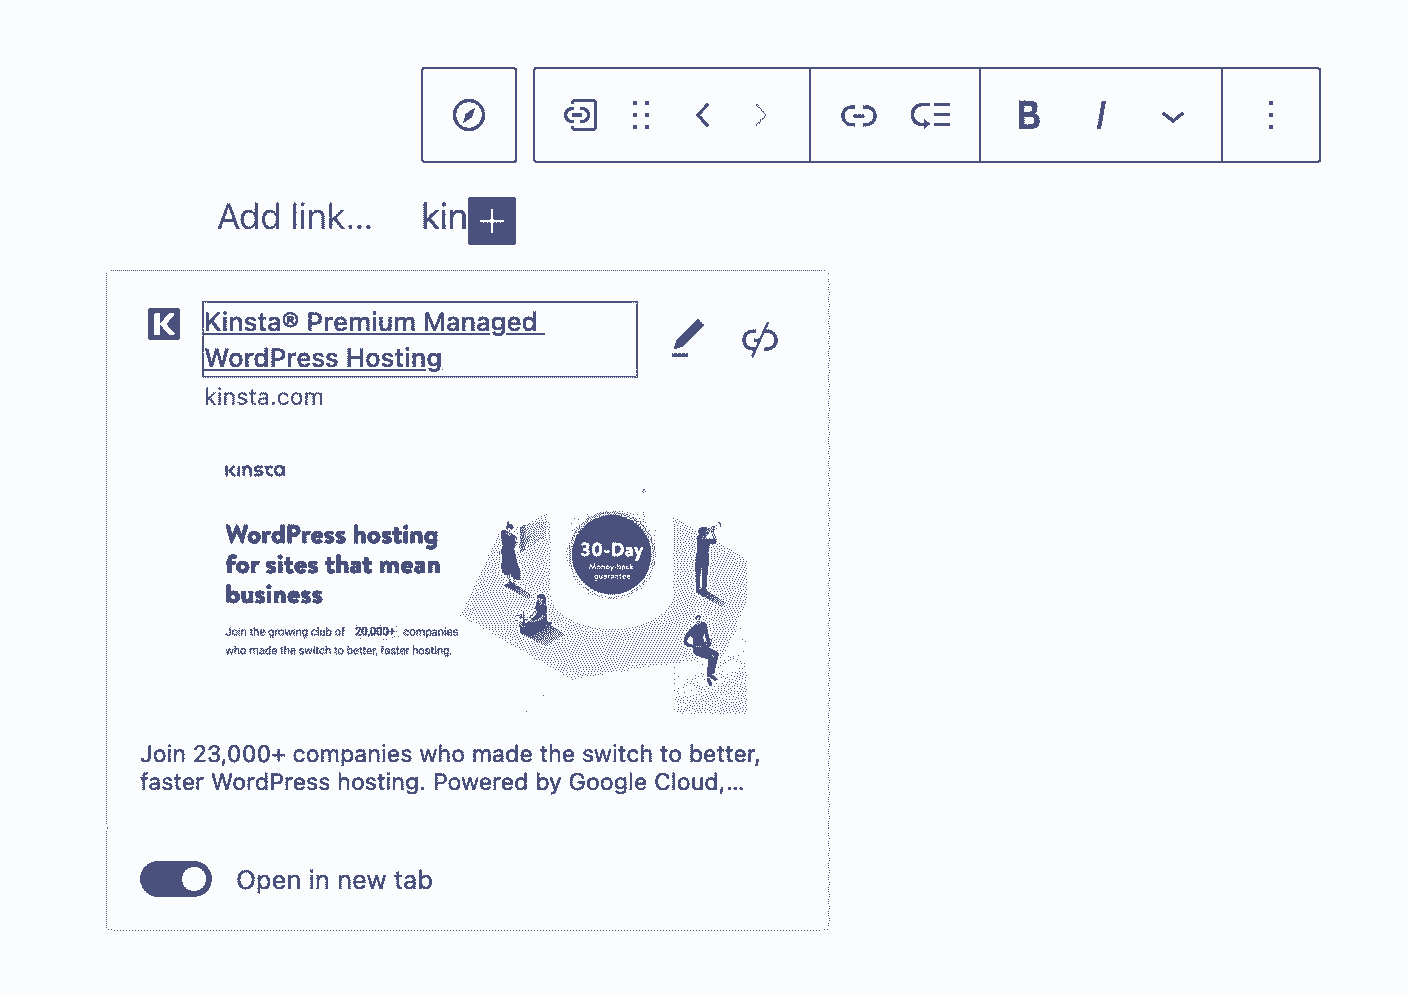 B I
Add link... kin
K Kinsta® Premium Managed
WordPress Hosting
kinsta.com
Kinsta
WordPress hosting
for sites that mean
business
30-Day
Money-back
guarantee
Join the growing club of 20,000+ companies
who made the switch to better, faster hosting.
Join 23,000+ companies who made the switch to better,
faster WordPress hosting. Powered by Google Cloud,...
Open in new tab